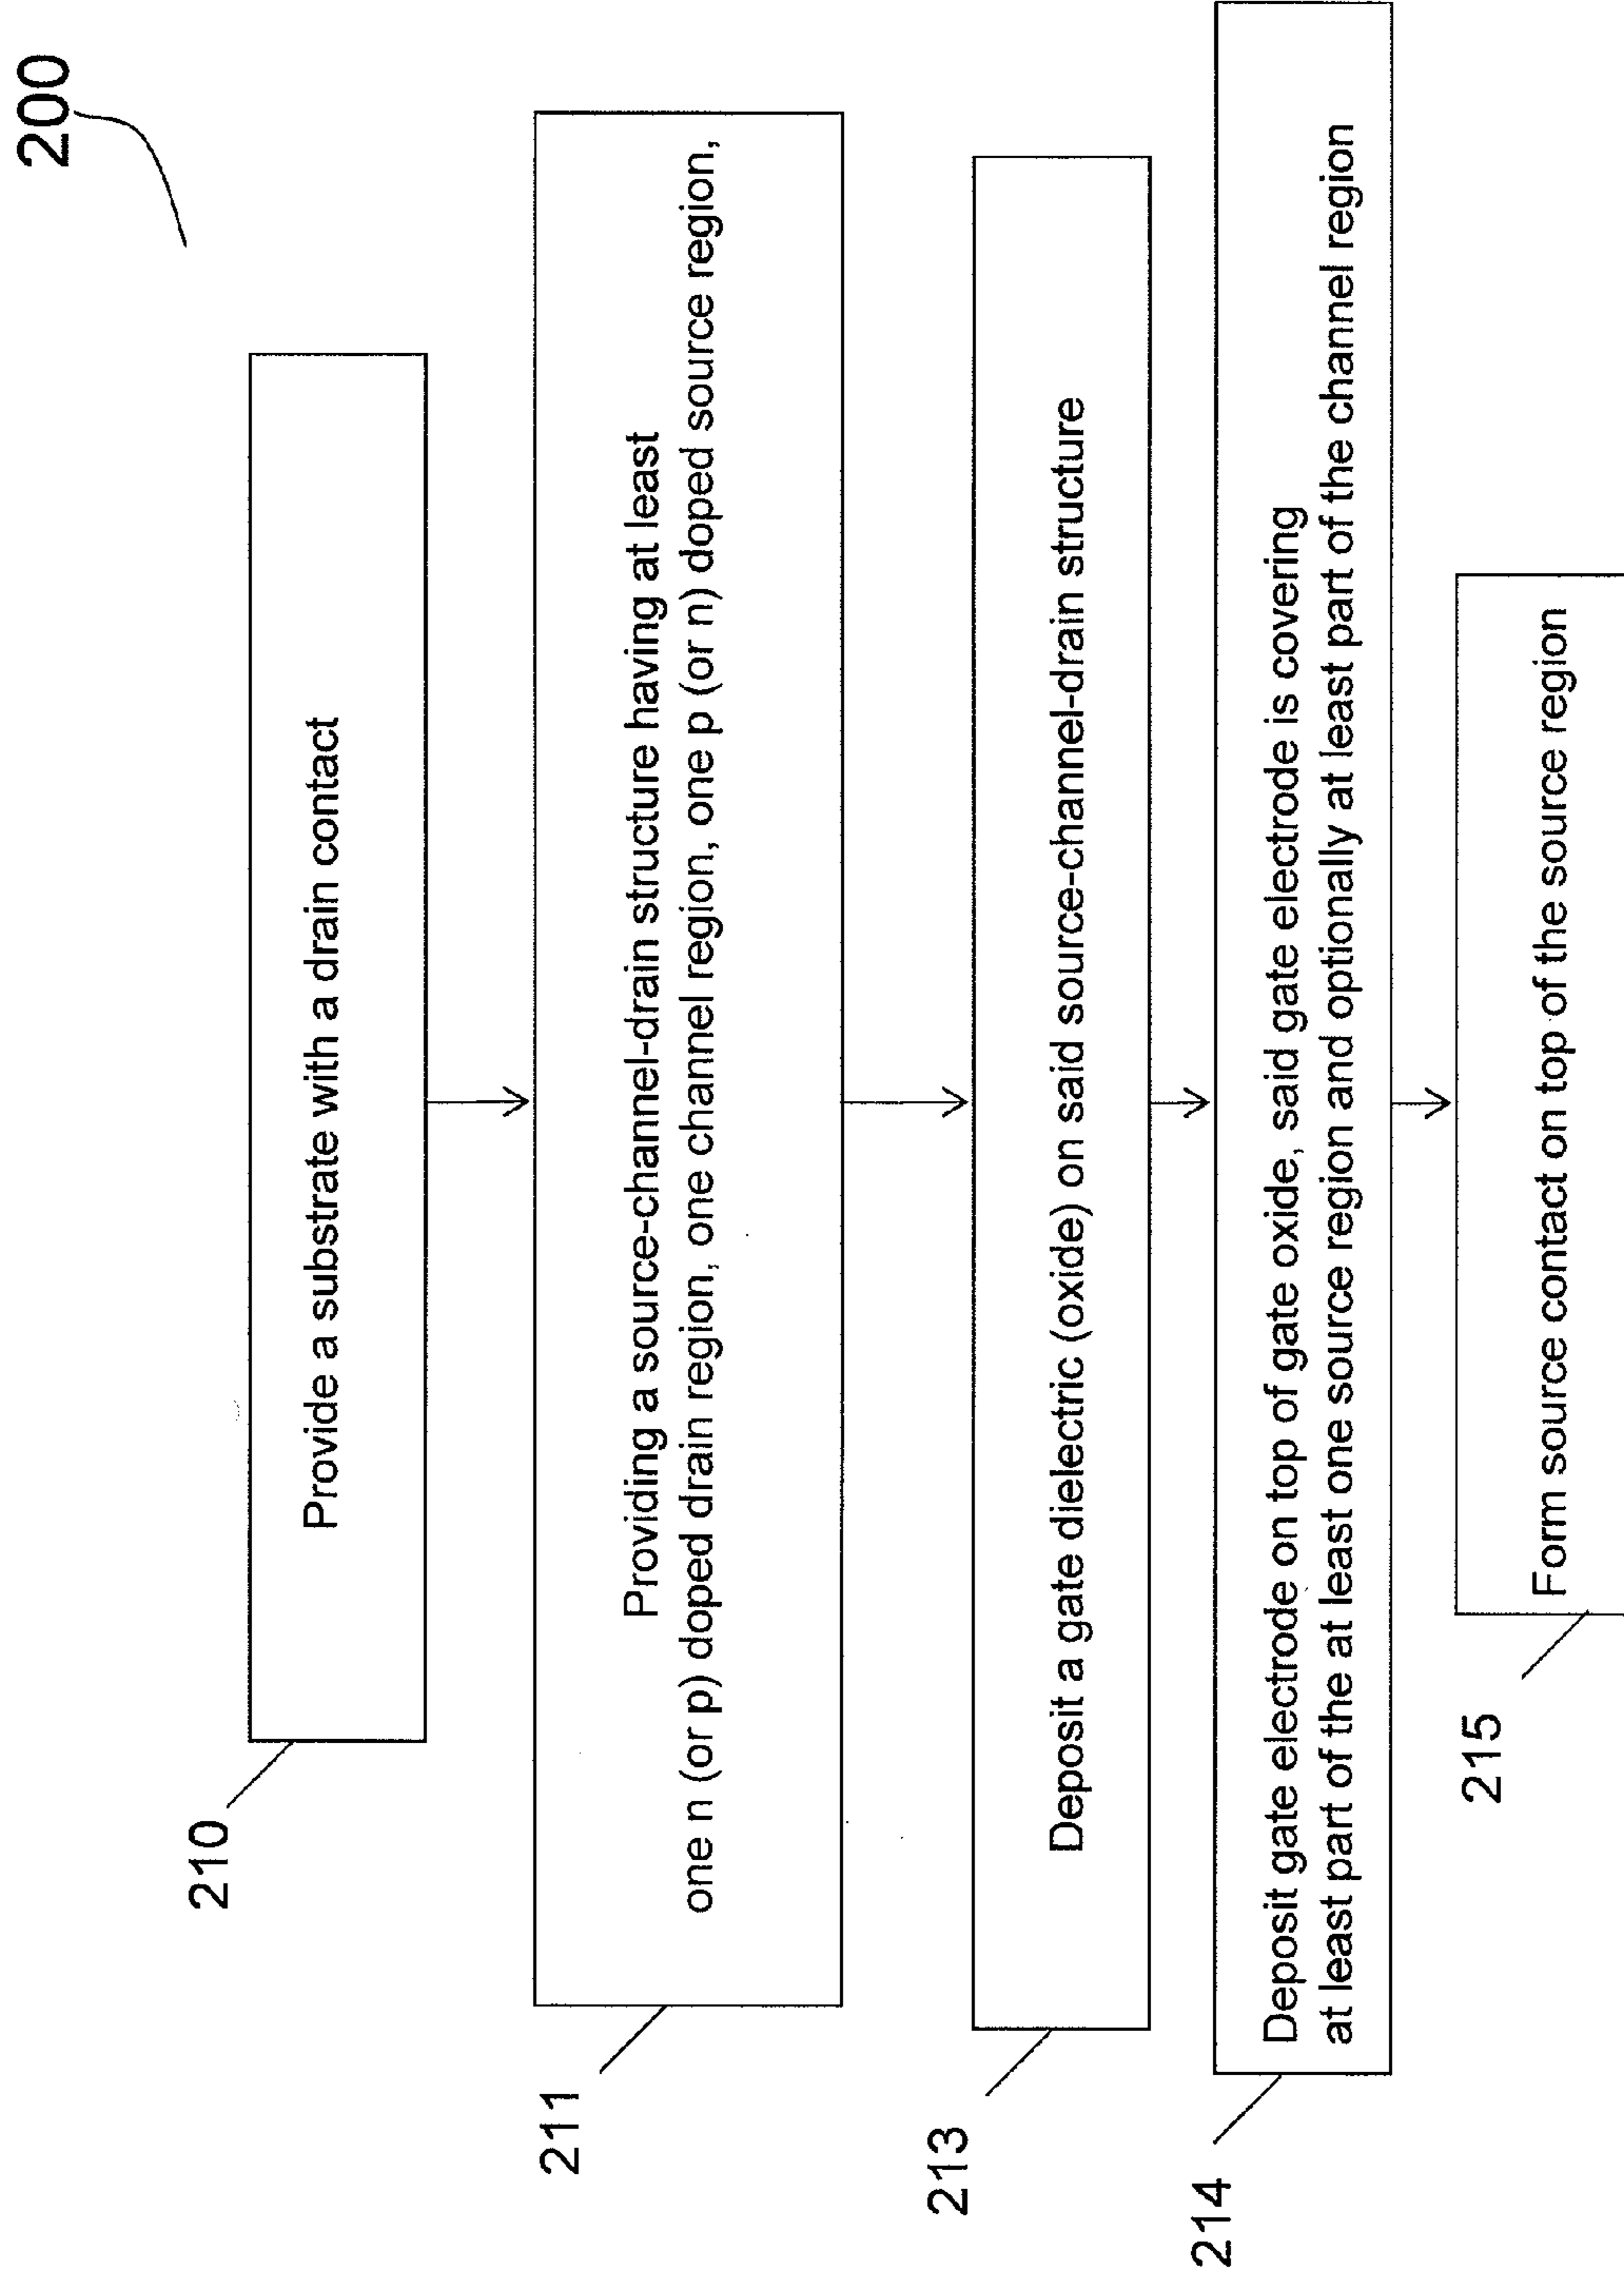 200
210
Provide a substrate with a drain contact
211
Providing a source-channel-drain structure having at least
one n (or p) doped drain region, one channel region, one p (or n) doped source region,
213
Deposit a gate dielectric (oxide) on said source-channel-drain structure
214
Deposit gate electrode on top of gate oxide, said gate electrode is covering
at least part of the at least one source region and optionally at least part of the channel region
215
Form source contact on top of the source region